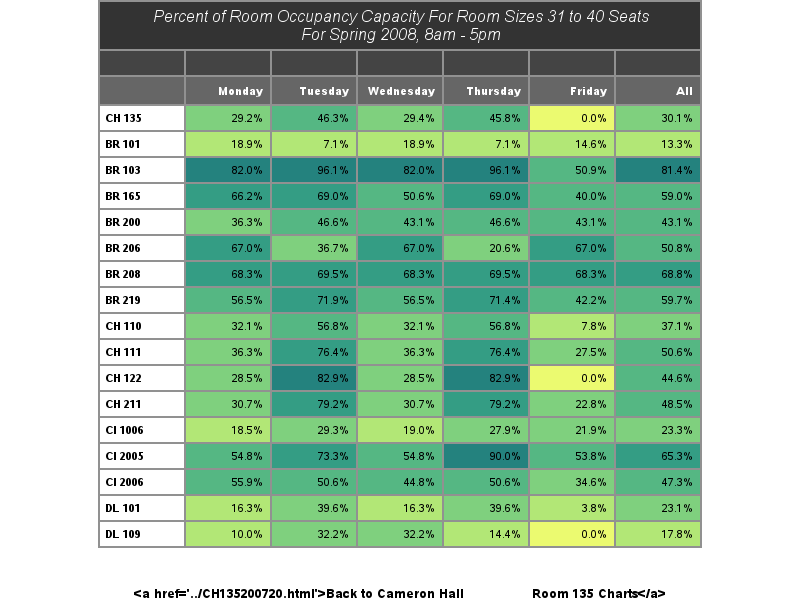 Percent of Room Occupancy Capacity For Room Sizes 31 to 40 Seats
For Spring 2008, 8am - 5pm
Monday Tuesday Wednesday Thursday Friday All
CH 135 29.2% 46.3% 29.4% 45.8% 0.0% 30.1%
BR 101 18.9% 7.1% 18.9% 7.1% 14.6% 13.3%
BR 103 82.0% 96.1% 82.0% 96.1% 50.9% 81.4%
BR 165 66.2% 69.0% 50.6% 69.0% 40.0% 59.0%
BR 200 36.3% 46.6% 43.1% 46.6% 43.1% 43.1%
BR 206 67.0% 36.7% 67.0% 20.6% 67.0% 50.8%
BR 208 68.3% 69.5% 68.3% 69.5% 68.3% 68.8%
BR 219 56.5% 71.9% 56.5% 71.4% 42.2% 59.7%
CH 110 32.1% 56.8% 32.1% 56.8% 7.8% 37.1%
CH 111 36.3% 76.4% 36.3% 76.4% 27.5% 50.6%
CH 122 28.5% 82.9% 28.5% 82.9% 0.0% 44.6%
CH 211 30.7% 79.2% 30.7% 79.2% 22.8% 48.5%
CI 1006 18.5% 29.3% 19.0% 27.9% 21.9% 23.3%
CI 2005 54.8% 73.3% 54.8% 90.0% 53.8% 65.3%
CI 2006 55.9% 50.6% 44.8% 50.6% 34.6% 47.3%
DL 101 16.3% 39.6% 16.3% 39.6% 3.8% 23.1%
DL 109 10.0% 32.2% 32.2% 14.4% 0.0% 17.8%
<a href='../CH135200720.html'>Back to Cameron Hall Room 135 Charts</a>